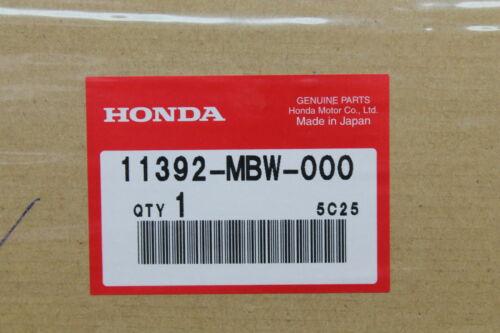 HONDA
GENUINE PARTS
Honda Motor Co., Ltd.
Made in Japan
11392-MBW-000
QTY 1 5C25